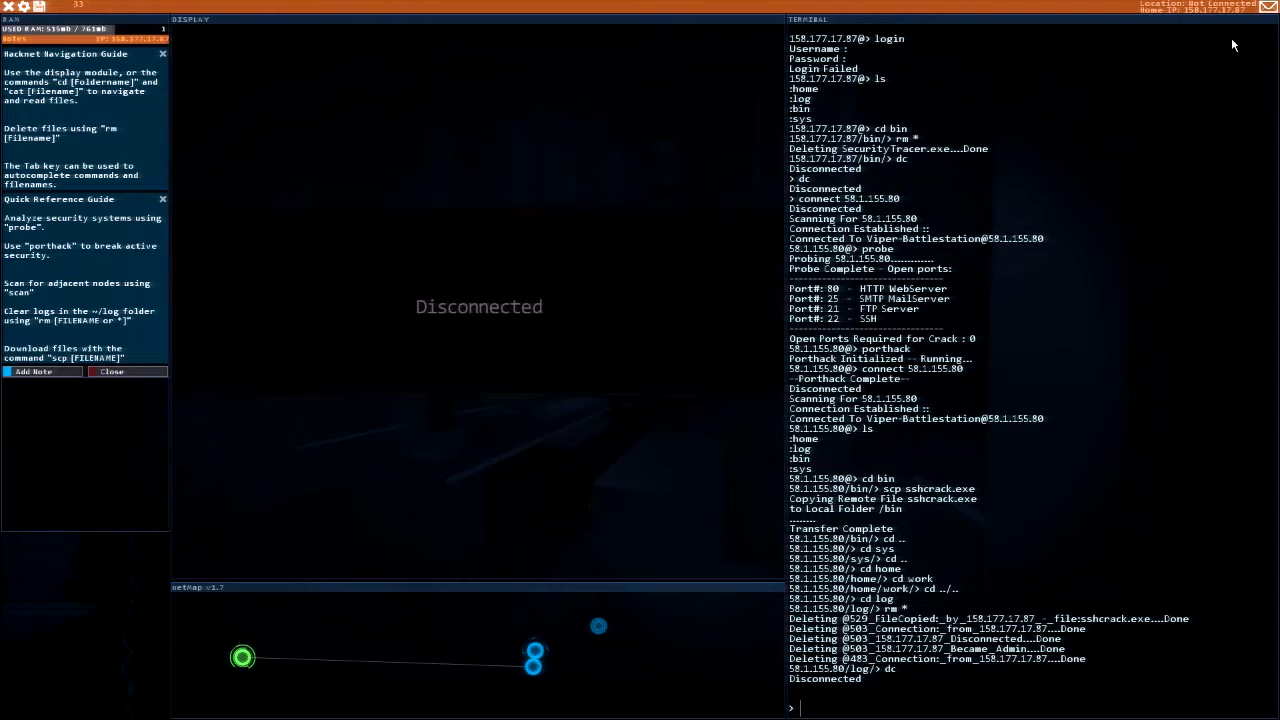 33
Location: Not Connected
Home IP: 158.177.17.87
RAM
USED RAM: 515mb / 761mb
1
notes
IP: 158.177.17.87
Hacknet Navigation Guide
Use the display module, or the
commands "cd [Foldername]" and
"cat [Filename]" to navigate
and read files.
Delete files using "rm
[Filename]"
The Tab key can be used to
autocomplete commands and
filenames.
Quick Reference Guide
Analyze security systems using
"probe".
Use "porthack" to break active
security.
Scan for adjacent nodes using
"scan"
Clear logs in the ~/log folder
using "rm [FILENAME or *]"
Download files with the
command "scp [FILENAME]"
Add Note
Close
DISPLAY
Disconnected
netMap v1.7
TERMINAL
158.177.17.87@> login
Username :
Password :
Login Failed
158.177.17.87@> ls
:home
:log
:bin
:sys
158.177.17.87@> cd bin
158.177.17.87/bin/> rm *
Deleting SecurityTracer.exe....Done
158.177.17.87/bin/> dc
Disconnected
> dc
Disconnected
> connect 58.1.155.80
Disconnected
Scanning For 58.1.155.80
Connection Established ::
Connected To Viper-Battlestation@58.1.155.80
58.1.155.80@> probe
Probing 58.1.155.80.............
Probe Complete - Open ports:
---------------------------------
Port#: 80 - HTTP WebServer
Port#: 25 - SMTP MailServer
Port#: 21 - FTP Server
Port#: 22 - SSH
---------------------------------
Open Ports Required for Crack : 0
58.1.155.80@> porthack
Porthack Initialized -- Running...
58.1.155.80@> connect 58.1.155.80
--Porthack Complete--
Disconnected
Scanning For 58.1.155.80
Connection Established ::
Connected To Viper-Battlestation@58.1.155.80
58.1.155.80@> ls
:home
:log
:bin
:sys
58.1.155.80@> cd bin
58.1.155.80/bin/> scp sshcrack.exe
Copying Remote File sshcrack.exe
to Local Folder /bin
........
Transfer Complete
58.1.155.80/bin/> cd ..
58.1.155.80/> cd sys
58.1.155.80/sys/> cd ..
58.1.155.80/> cd home
58.1.155.80/home/> cd work
58.1.155.80/home/work/> cd ../..
58.1.155.80/> cd log
58.1.155.80/log/> rm *
Deleting @529_FileCopied:_by_158.177.17.87_-_file:sshcrack.exe....Done
Deleting @503_Connection:_from_158.177.17.87....Done
Deleting @503_158.177.17.87_Disconnected....Done
Deleting @503_158.177.17.87_Became_Admin....Done
Deleting @483_Connection:_from_158.177.17.87....Done
58.1.155.80/log/> dc
Disconnected
>